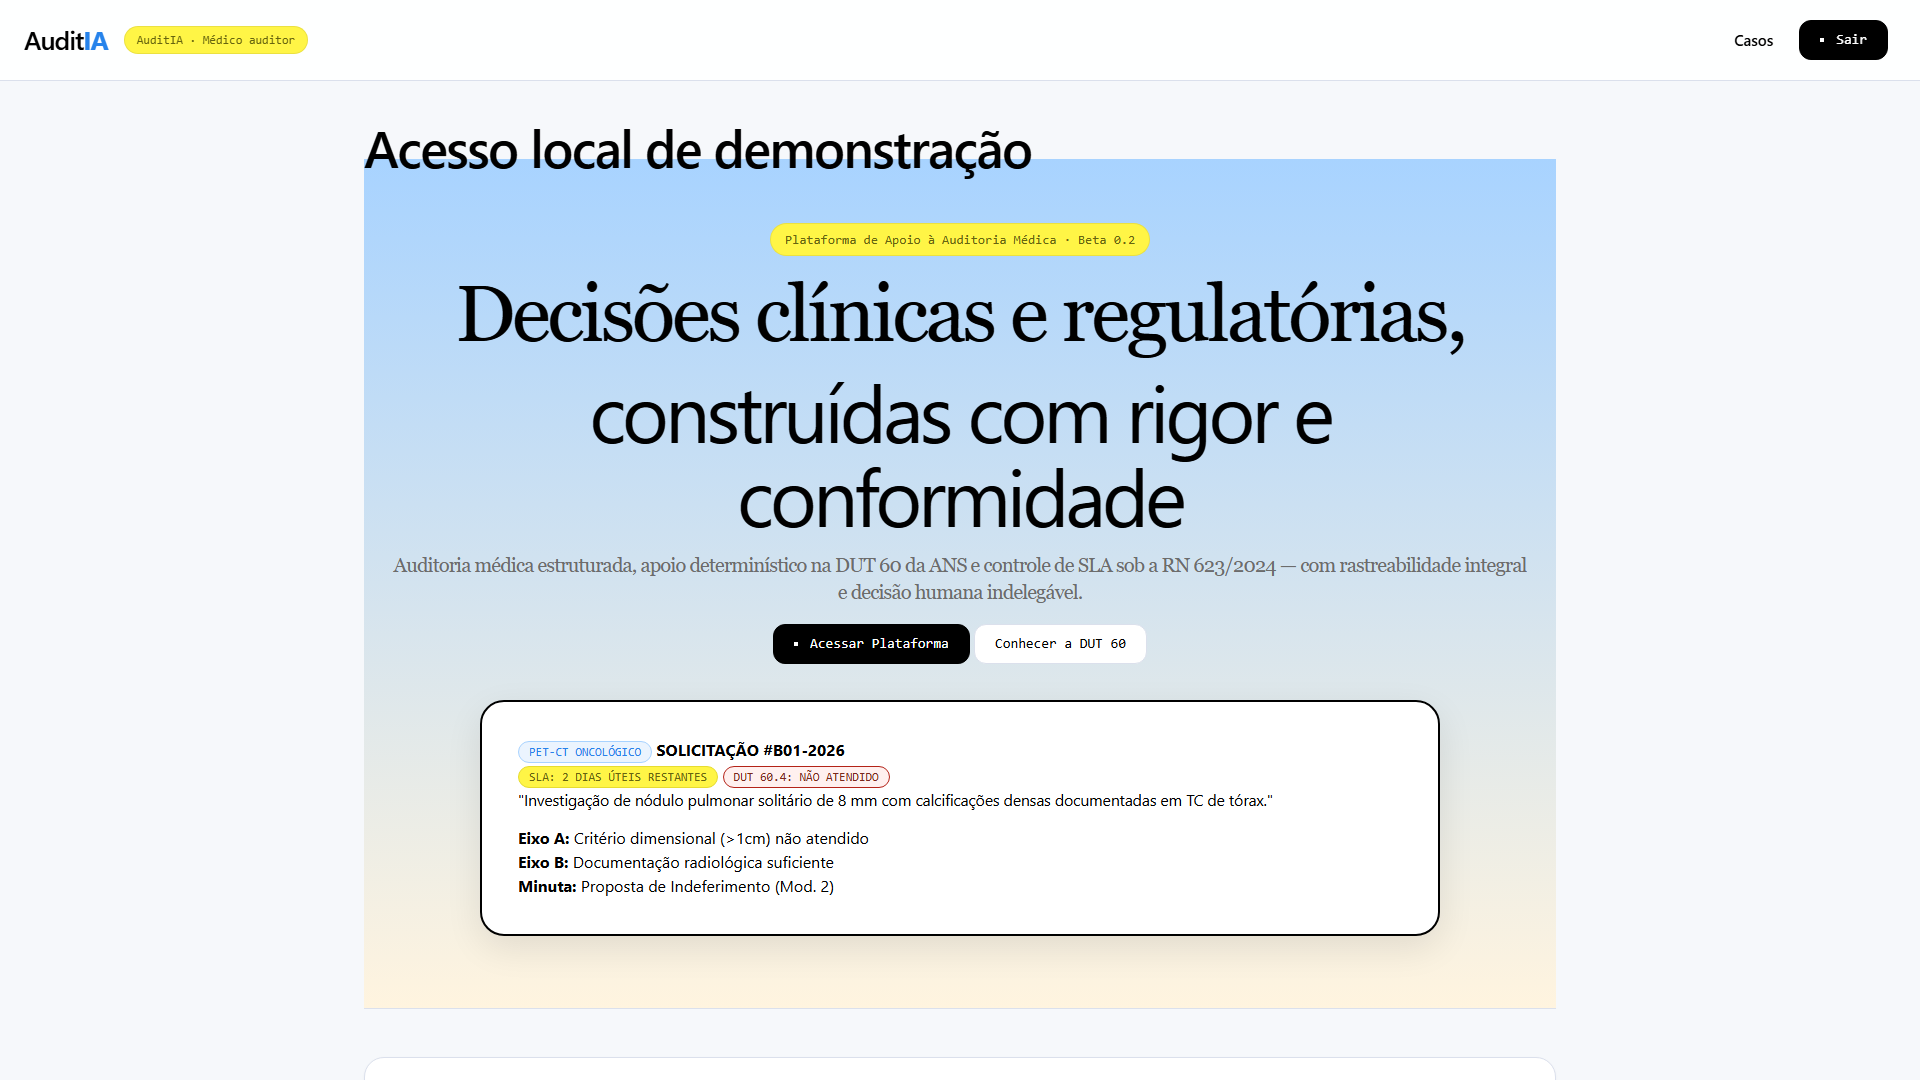 AuditIA
AuditIA · Médico auditor
Casos
▪ Sair
Acesso local de demonstração
Plataforma de Apoio à Auditoria Médica · Beta 0.2
Decisões clínicas e regulatórias,
construídas com rigor e
conformidade
Auditoria médica estruturada, apoio determinístico na DUT 60 da ANS e controle de SLA sob a RN 623/2024 — com rastreabilidade integral
e decisão humana indelegável.
▪ Acessar Plataforma
Conhecer a DUT 60
PET-CT ONCOLÓGICO SOLICITAÇÃO #B01-2026
SLA: 2 DIAS ÚTEIS RESTANTES DUT 60.4: NÃO ATENDIDO
"Investigação de nódulo pulmonar solitário de 8 mm com calcificações densas documentadas em TC de tórax."
Eixo A: Critério dimensional (>1cm) não atendido
Eixo B: Documentação radiológica suficiente
Minuta: Proposta de Indeferimento (Mod. 2)